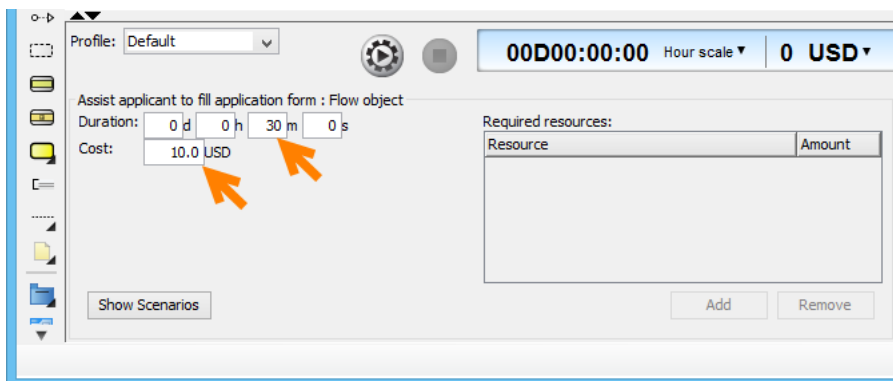 Profile: Default
00D00:00:00 Hour scale 0 USD
Assist applicant to fill application form : Flow object
Duration: 0 d 0 h 30 m 0 s
Cost: 10.0 USD
Required resources:
Resource Amount
Show Scenarios
Add Remove